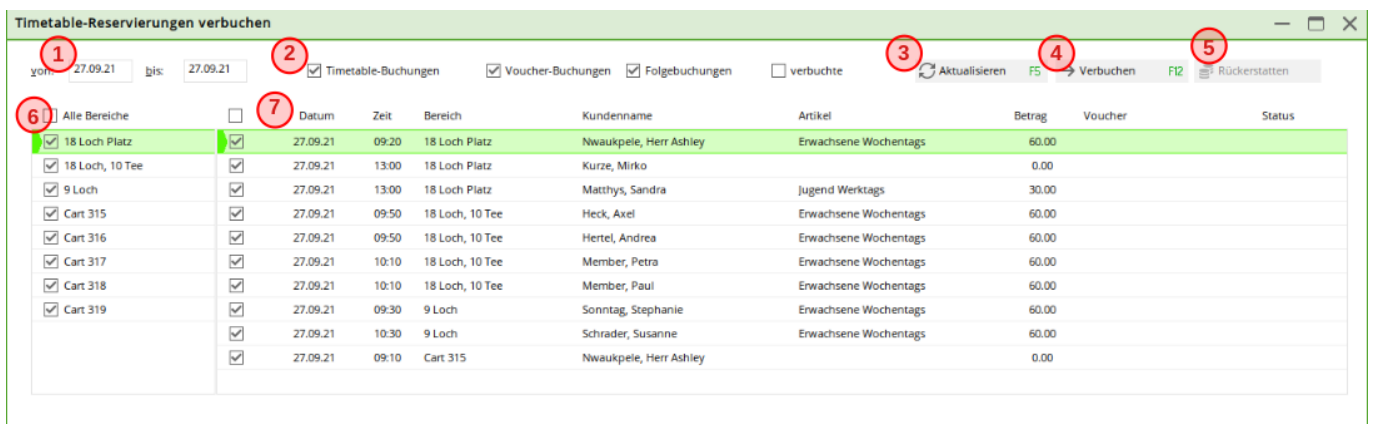 Timetable-Reservierungen verbuchen
1 2 3 4 5
von: 27.09.21 bis: 27.09.21 Timetable-Buchungen Voucher-Buchungen Folgebuchungen verbuchte Aktualisieren F5 Verbuchen F12 Rückerstatten
6 Alle Bereiche 7 Datum Zeit Bereich Kundenname Artikel Betrag Voucher Status
18 Loch Platz 27.09.21 09:20 18 Loch Platz Nwaukpele, Herr Ashley Erwachsene Wochentags 60.00
18 Loch, 10 Tee 27.09.21 13:00 18 Loch Platz Kurze, Mirko 0.00
9 Loch 27.09.21 13:00 18 Loch Platz Matthys, Sandra Jugend Werktags 30.00
Cart 315 27.09.21 09:50 18 Loch, 10 Tee Heck, Axel Erwachsene Wochentags 60.00
Cart 316 27.09.21 09:50 18 Loch, 10 Tee Hertel, Andrea Erwachsene Wochentags 60.00
Cart 317 27.09.21 10:10 18 Loch, 10 Tee Member, Petra Erwachsene Wochentags 60.00
Cart 318 27.09.21 10:10 18 Loch, 10 Tee Member, Paul Erwachsene Wochentags 60.00
Cart 319 27.09.21 09:30 9 Loch Sonntag, Stephanie Erwachsene Wochentags 60.00
27.09.21 10:30 9 Loch Schrader, Susanne Erwachsene Wochentags 60.00
27.09.21 09:10 Cart 315 Nwaukpele, Herr Ashley 0.00